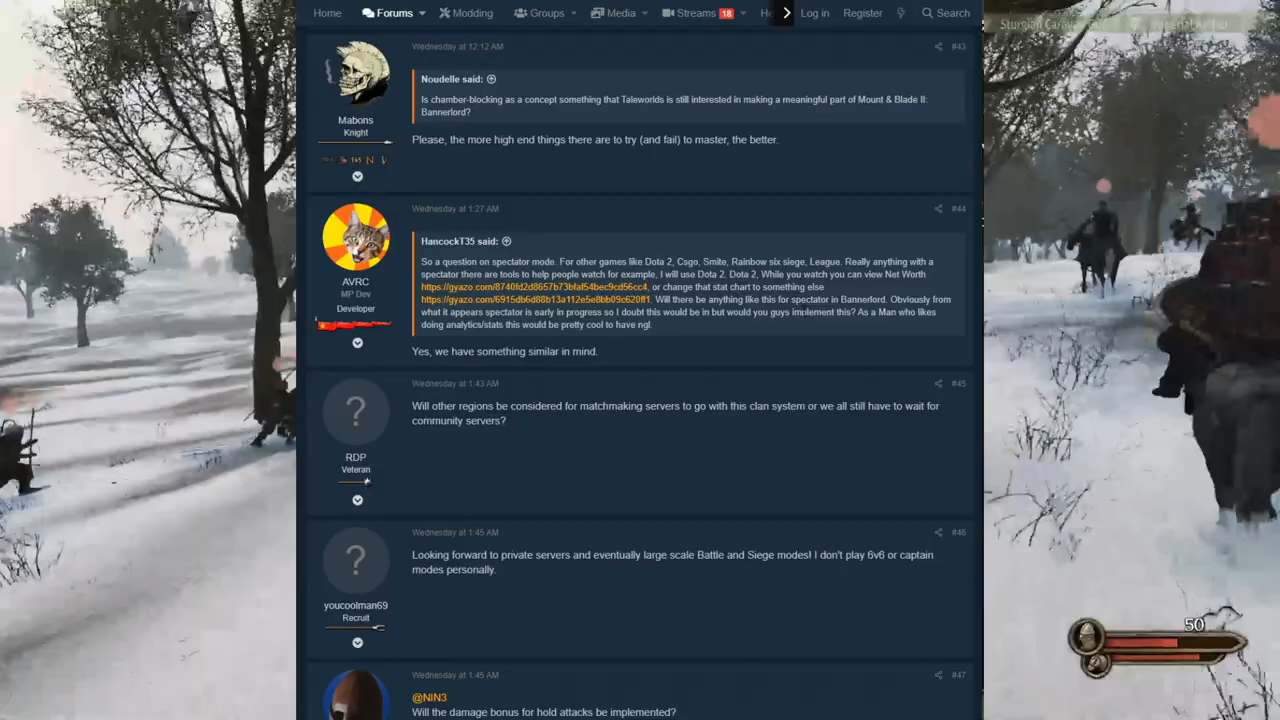 Home Forums Modding Groups Media Streams 18 Log in Register Search
Sturgian Carava
Wednesday at 12:12 AM #43
Noudelle said:
Is chamber-blocking as a concept something that Taleworlds is still interested in making a meaningful part of Mount & Blade II:
Bannerlord?
Mabons
Knight
Please, the more high end things there are to try (and fail) to master, the better.
Wednesday at 1:27 AM #44
HancockT35 said:
So a question on spectator mode. For other games like Dota 2, Csgo, Smite, Rainbow six siege, League. Really anything with a
spectator there are tools to help people watch for example, I will use Dota 2. Dota 2, While you watch you can view Net Worth
https://gyazo.com/8740fd2d8657b73bfaf54bec9cd56cc4, or change that stat chart to something else
https://gyazo.com/6915db6d88b13a112e5e8bb09c620ff1. Will there be anything like this for spectator in Bannerlord. Obviously from
what it appears spectator is early in progress so I doubt this would be in but would you guys implement this? As a Man who likes
doing analytics/stats this would be pretty cool to have ngl.
AVRC
MP Dev
Developer
Yes, we have something similar in mind.
Wednesday at 1:43 AM #45
Will other regions be considered for matchmaking servers to go with this clan system or we all still have to wait for
community servers?
RDP
Veteran
Wednesday at 1:45 AM #46
Looking forward to private servers and eventually large scale Battle and Siege modes! I don't play 6v6 or captain
modes personally.
youcoolman69
Recruit
50
Wednesday at 1:45 AM #47
@NIN3
Will the damage bonus for hold attacks be implemented?